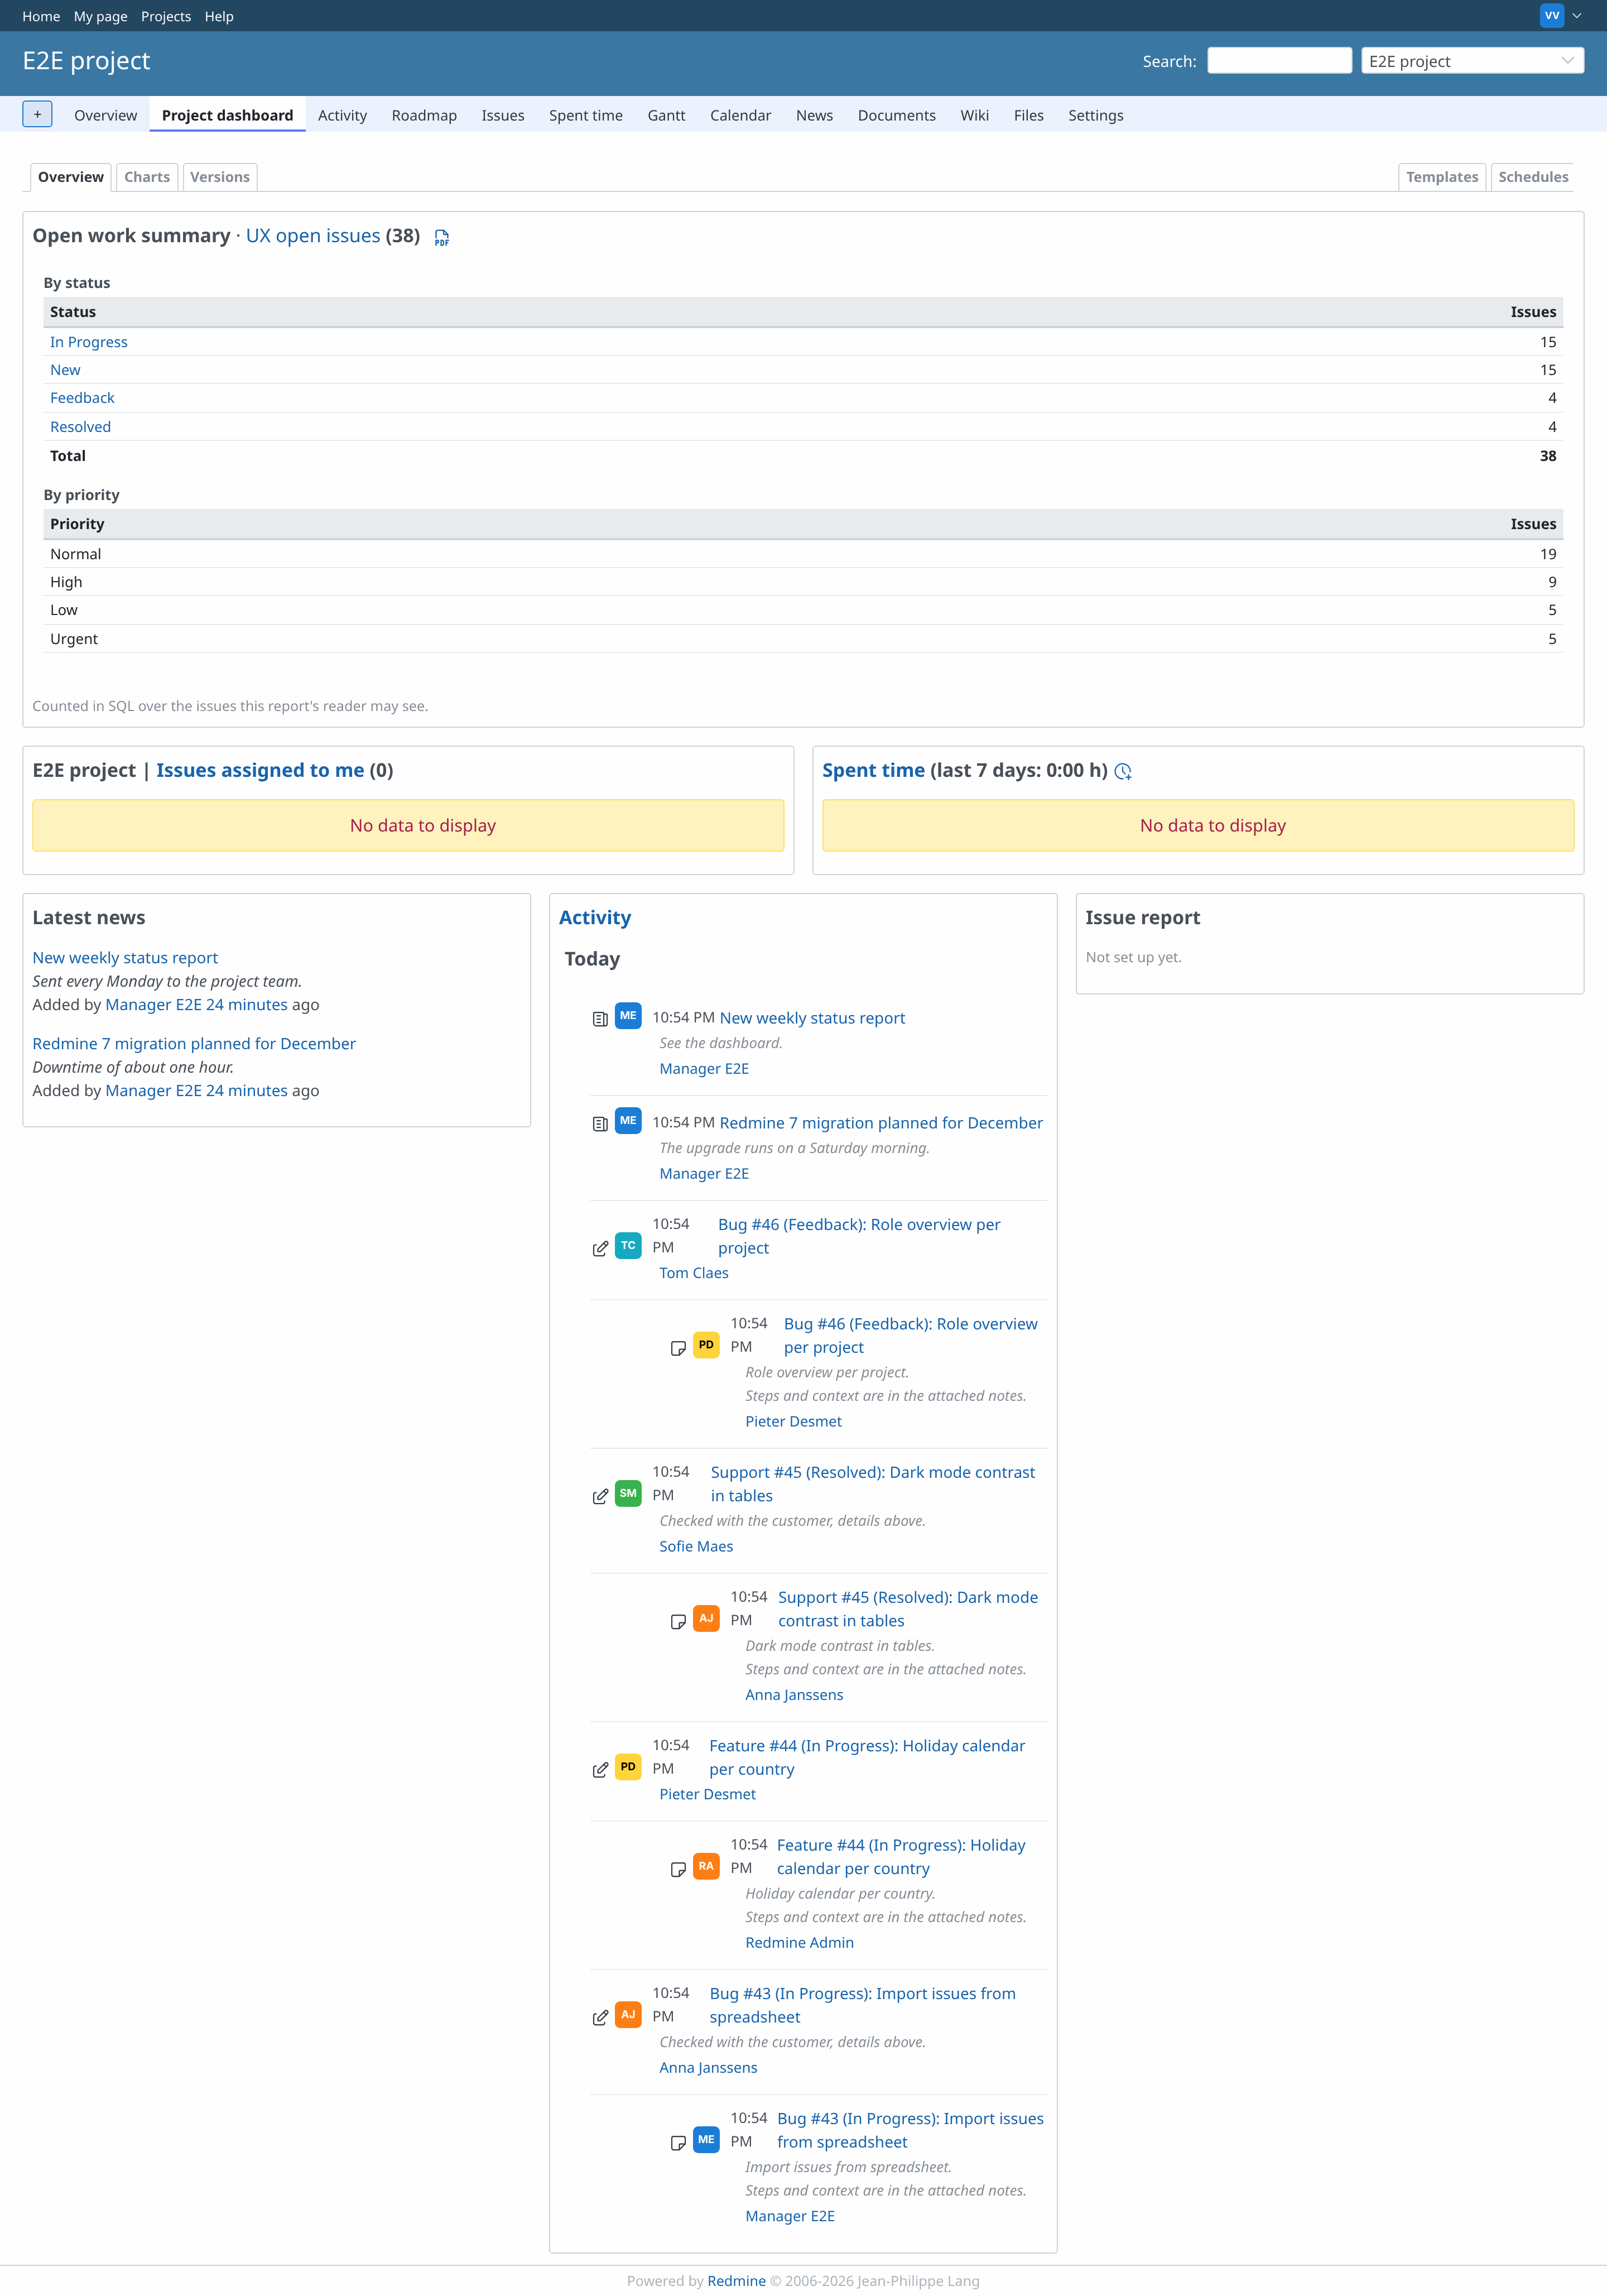 Home My page Projects Help VV
E2E project Search: E2E project
+ Overview Project dashboard Activity Roadmap Issues Spent time Gantt Calendar News Documents Wiki Files Settings
Overview Charts Versions Templates Schedules
Open work summary · UX open issues (38) PDF
By status
Status Issues
In Progress 15
New 15
Feedback 4
Resolved 4
Total 38
By priority
Priority Issues
Normal 19
High 9
Low 5
Urgent 5
Counted in SQL over the issues this report's reader may see.
E2E project | Issues assigned to me (0)
No data to display
Spent time (last 7 days: 0:00 h)
No data to display
Latest news
New weekly status report
Sent every Monday to the project team.
Added by Manager E2E 24 minutes ago
Redmine 7 migration planned for December
Downtime of about one hour.
Added by Manager E2E 24 minutes ago
Activity
Today
ME 10:54 PM New weekly status report
See the dashboard.
Manager E2E
ME 10:54 PM Redmine 7 migration planned for December
The upgrade runs on a Saturday morning.
Manager E2E
10:54 Bug #46 (Feedback): Role overview per
TC PM project
Tom Claes
10:54 Bug #46 (Feedback): Role overview
PD PM per project
Role overview per project.
Steps and context are in the attached notes.
Pieter Desmet
10:54 Support #45 (Resolved): Dark mode contrast
SM PM in tables
Checked with the customer, details above.
Sofie Maes
10:54 Support #45 (Resolved): Dark mode
AJ PM contrast in tables
Dark mode contrast in tables.
Steps and context are in the attached notes.
Anna Janssens
10:54 Feature #44 (In Progress): Holiday calendar
PD PM per country
Pieter Desmet
10:54 Feature #44 (In Progress): Holiday
RA PM calendar per country
Holiday calendar per country.
Steps and context are in the attached notes.
Redmine Admin
10:54 Bug #43 (In Progress): Import issues from
AJ PM spreadsheet
Checked with the customer, details above.
Anna Janssens
10:54 Bug #43 (In Progress): Import issues
ME PM from spreadsheet
Import issues from spreadsheet.
Steps and context are in the attached notes.
Manager E2E
Issue report
Not set up yet.
Powered by Redmine © 2006-2026 Jean-Philippe Lang